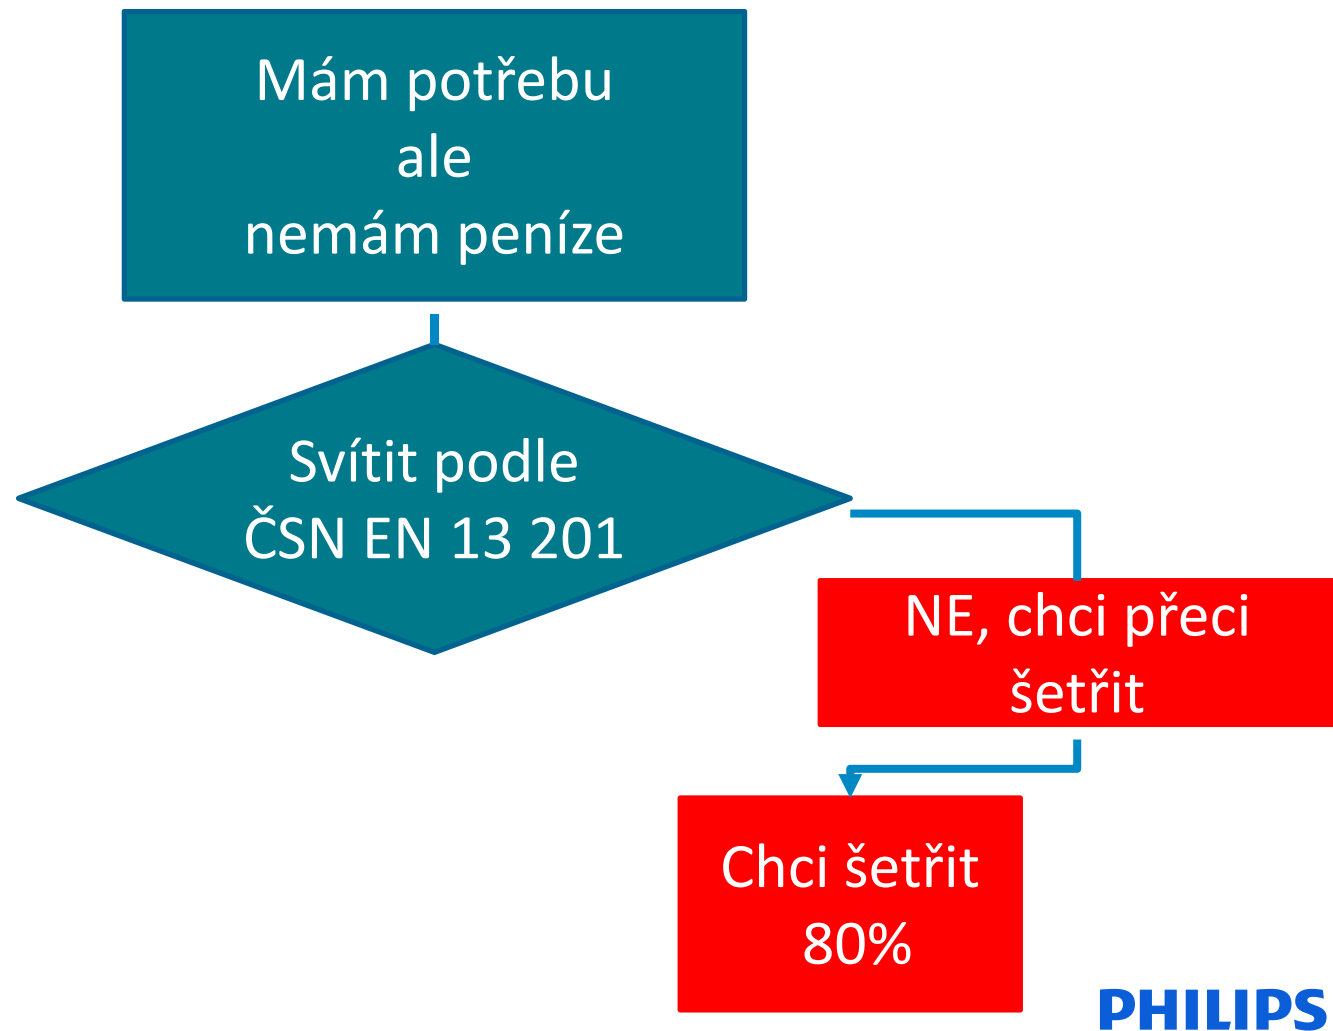 Mám potřebu
ale
nemám peníze
Svítit podle
ČSN EN 13 201
NE, chci přeci
šetřit
Chci šetřit
80%
PHILIPS